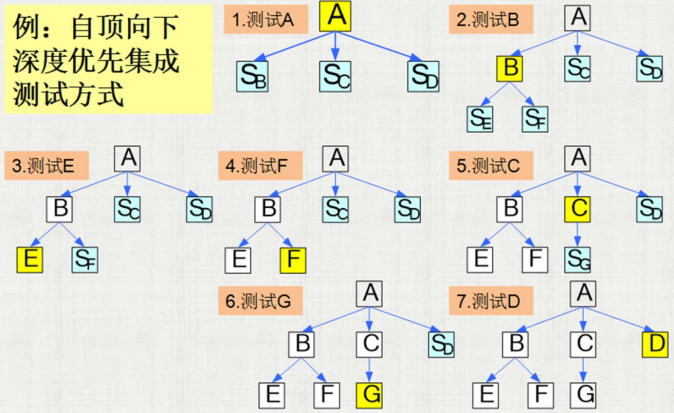 例：自顶向下
深度优先集成
测试方式
1.测试A
A
SB SC SD
2.测试B
A
B SC SD
SE SF
3.测试E
A
B SC SD
E SF
4.测试F
A
B SC SD
E F
5.测试C
A
B C SD
E F SG
6.测试G
A
B C SD
E F G
7.测试D
A
B C D
E F G